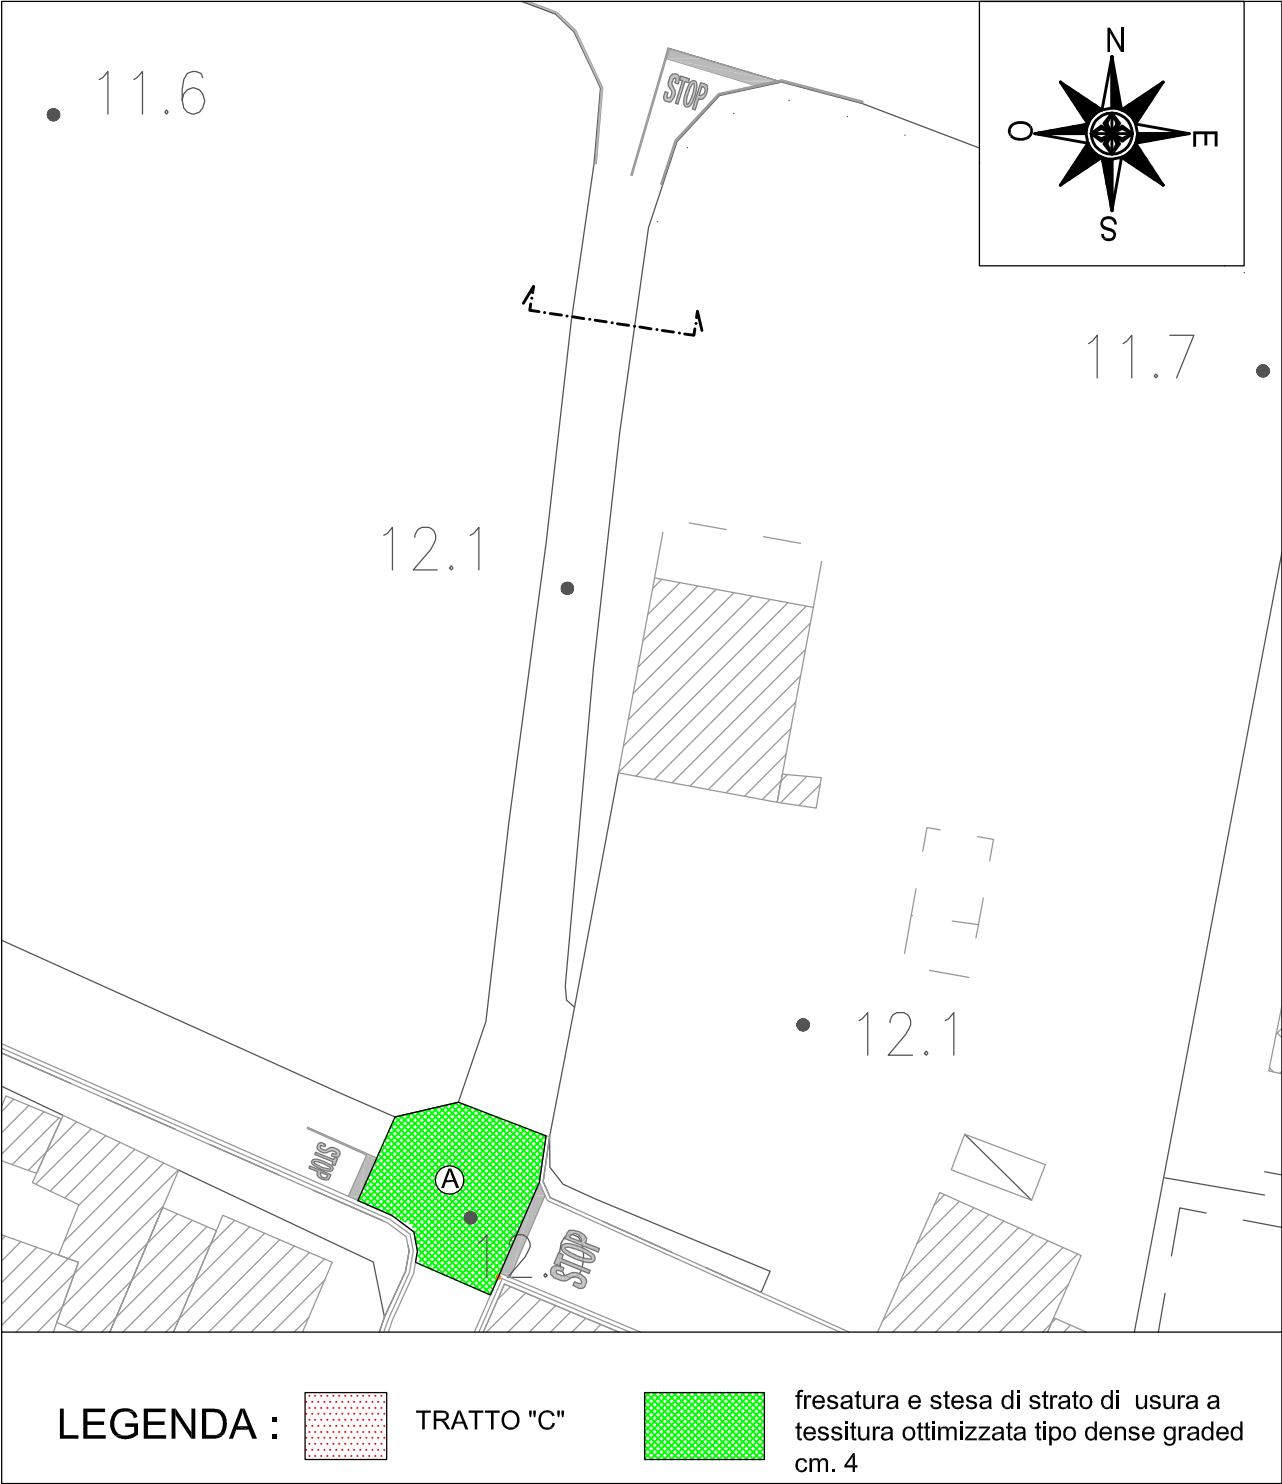 11.6
STOP
N
O
E
S
11.7
12.1
12.1
STOP
A
12.
STOP
LEGENDA :
TRATTO "C"
fresatura e stesa di strato di usura a
tessitura ottimizzata tipo dense graded
cm. 4